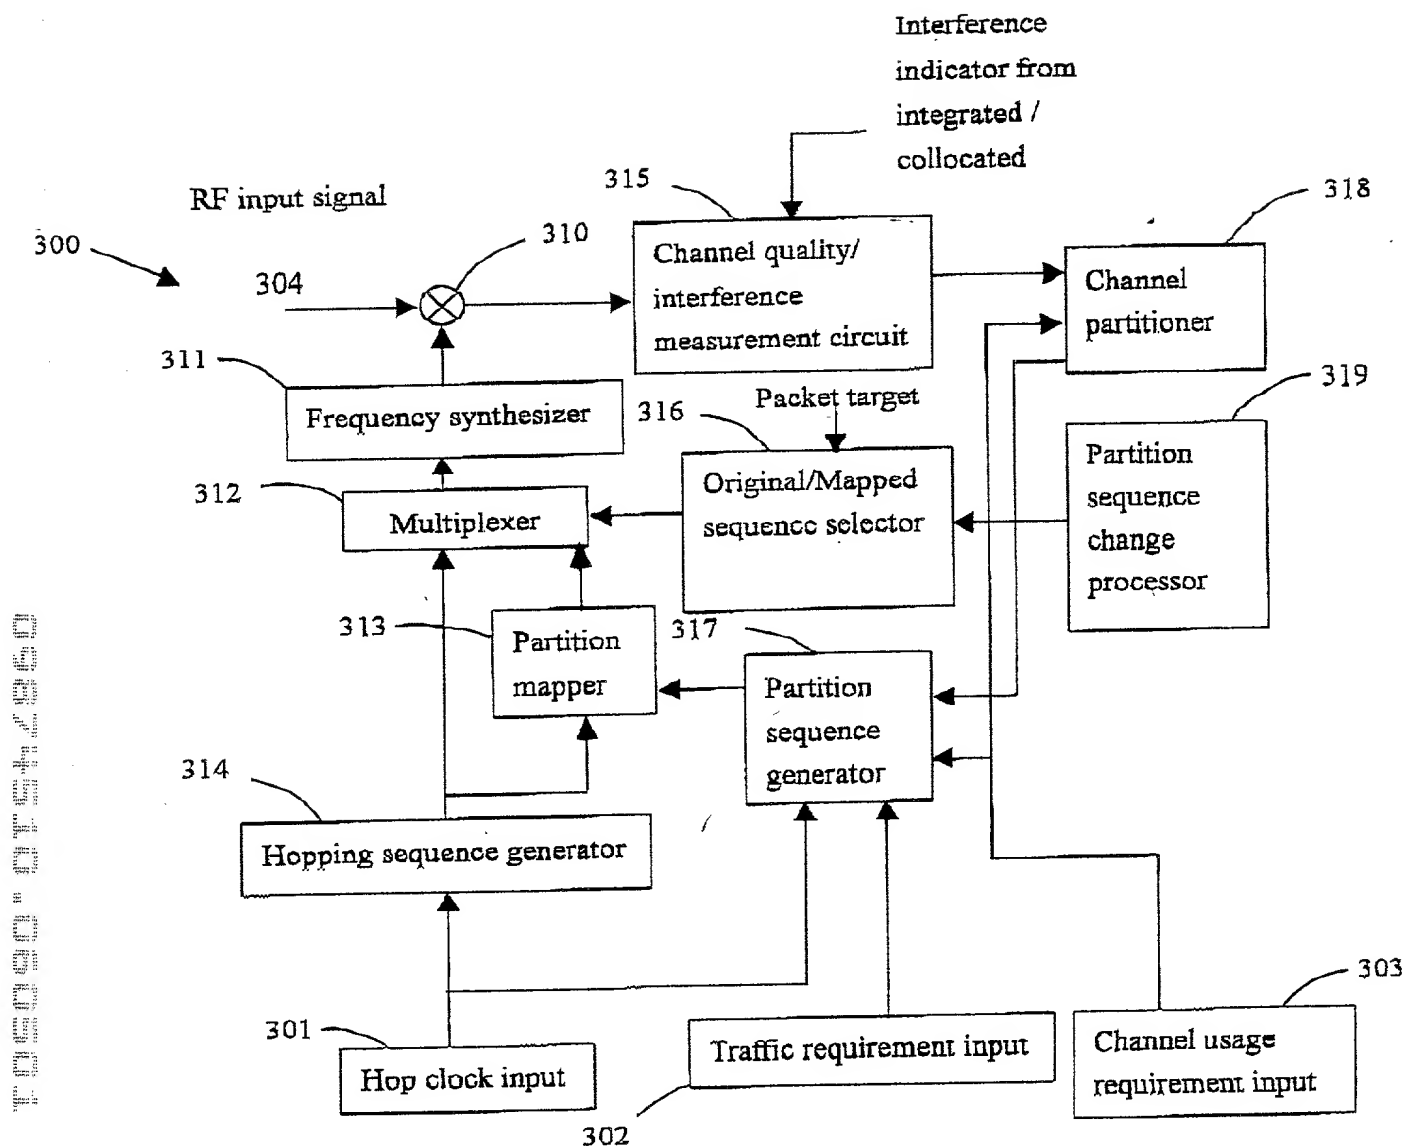 Interference
indicator from
integrated /
collocated
315
318
RF input signal
300
310
304
Channel quality/
interference
measurement circuit
Channel
partitioner
311
Packet target
316
319
Frequency synthesizer
312
Original/Mapped
sequence selector
Partition
sequence
change
processor
Multiplexer
313
317
Partition
mapper
Partition
sequence
generator
314
Hopping sequence generator
303
301
Hop clock input
Traffic requirement input
Channel usage
requirement input
302
09874510.060501